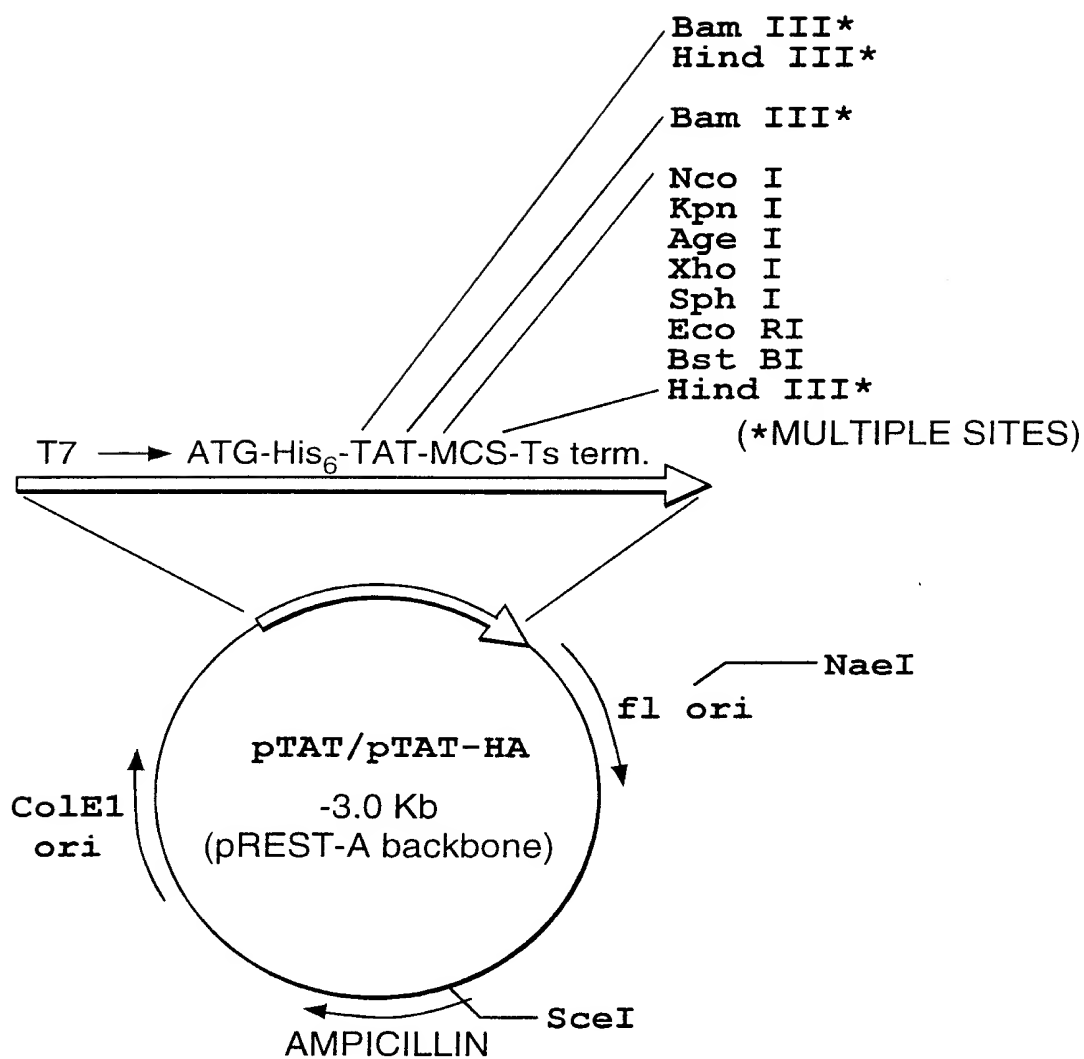 Bam III*
Hind III*
Bam III*
Nco I
Kpn I
Age I
Xho I
Sph I
Eco RI
Bst BI
Hind III*
(*MULTIPLE SITES)
T7 → ATG-His₆-TAT-MCS-Ts term.
NaeI
fl ori
pTAT/pTAT-HA
-3.0 Kb
(pREST-A backbone)
ColE1
ori
SceI
AMPICILLIN